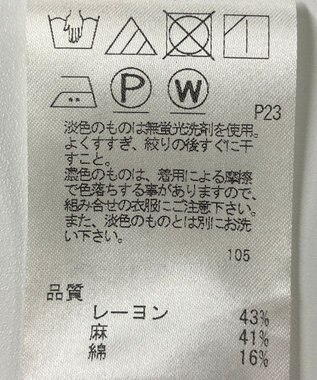 P W
P23
淡色のものは無蛍光洗剤を使用。
よくすすぎ、絞りの後すぐに干
すこと。
濃色のものは、着用による摩擦
で色落ちする事がありますので、
組み合せの衣服にご注意下さい。
また、淡色のものとは別にお洗
い下さい。
105
品質
レーヨン 43%
麻 41%
綿 16%